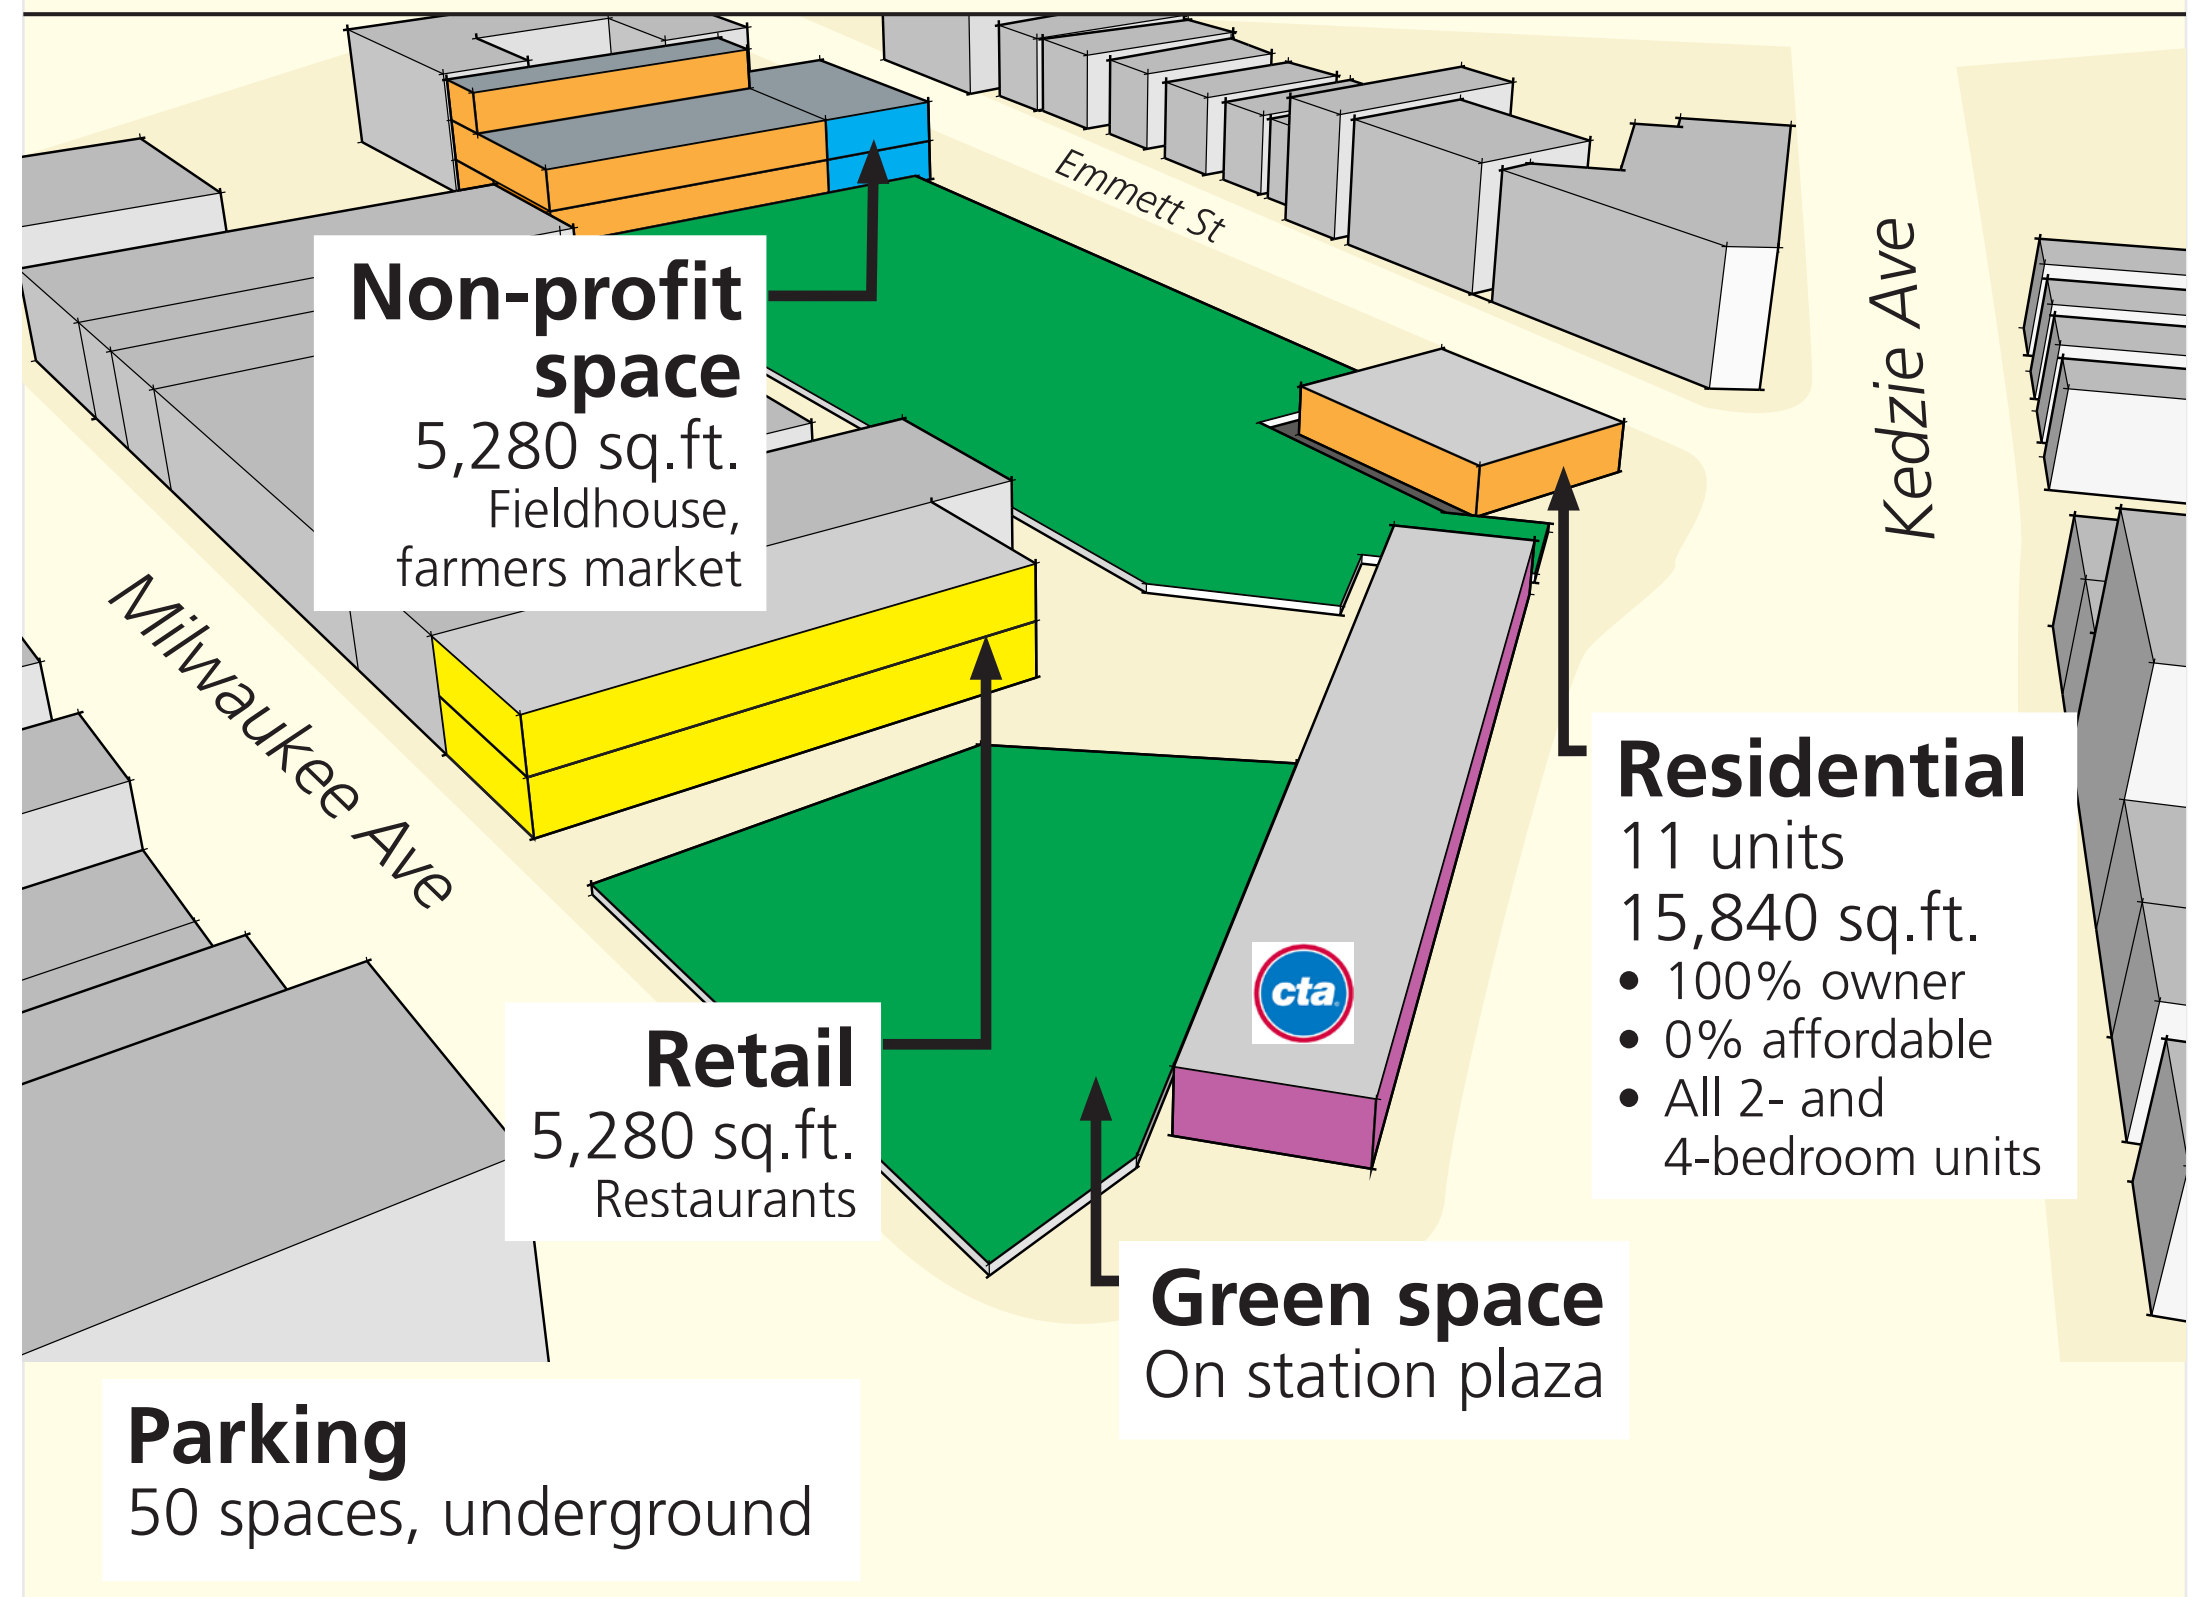 Emmett St
Kedzie Ave
Non-profit
space
5,280 sq.ft.
Fieldhouse,
farmers market
Milwaukee Ave
Residential
11 units
15,840 sq.ft.
• 100% owner
• 0% affordable
• All 2- and
4-bedroom units
cta
Retail
5,280 sq.ft.
Restaurants
Green space
On station plaza
Parking
50 spaces, underground